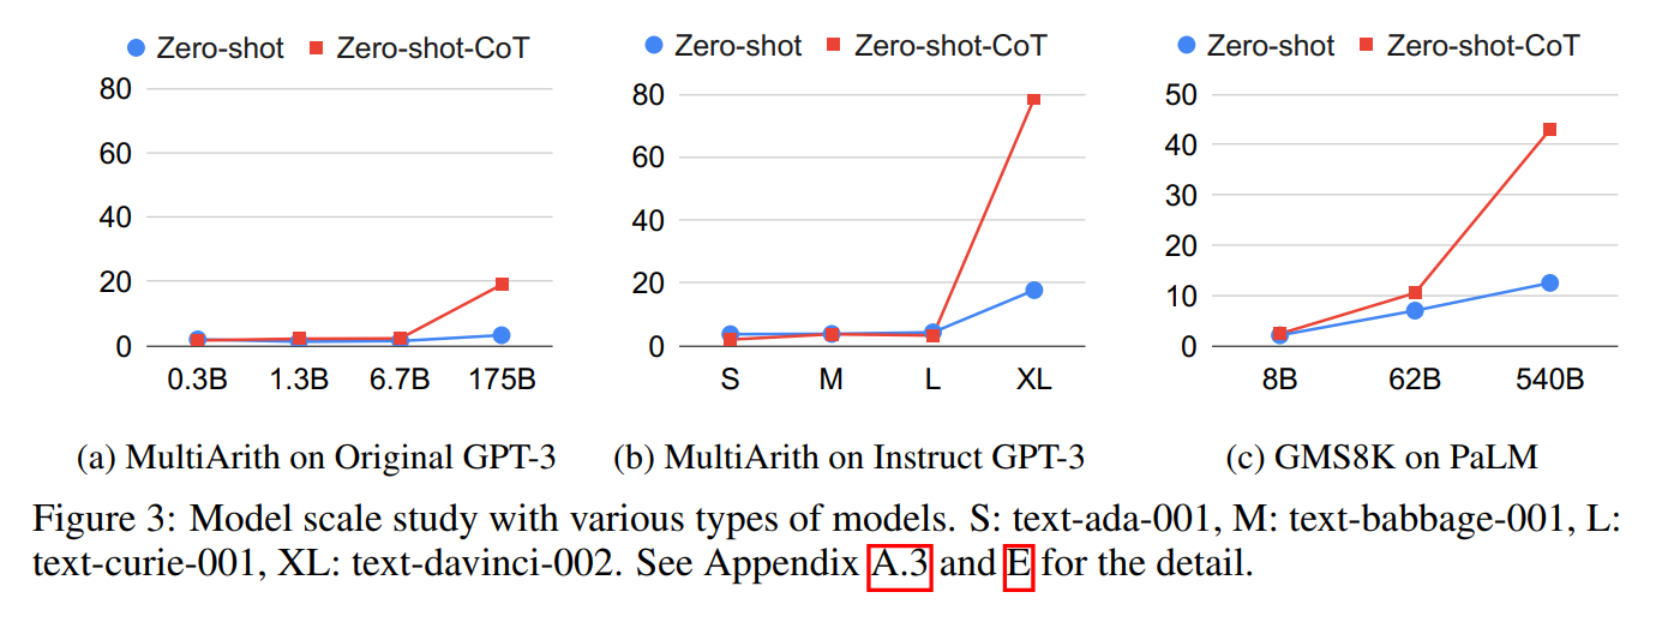 Zero-shot Zero-shot-CoT
80
60
40
20
0
0.3B 1.3B 6.7B 175B
(a) MultiArith on Original GPT-3
Zero-shot Zero-shot-CoT
80
60
40
20
0
S M L XL
(b) MultiArith on Instruct GPT-3
Zero-shot Zero-shot-CoT
50
40
30
20
10
0
8B 62B 540B
(c) GMS8K on PaLM
Figure 3: Model scale study with various types of models. S: text-ada-001, M: text-babbage-001, L:
text-curie-001, XL: text-davinci-002. See Appendix A.3 and E for the detail.